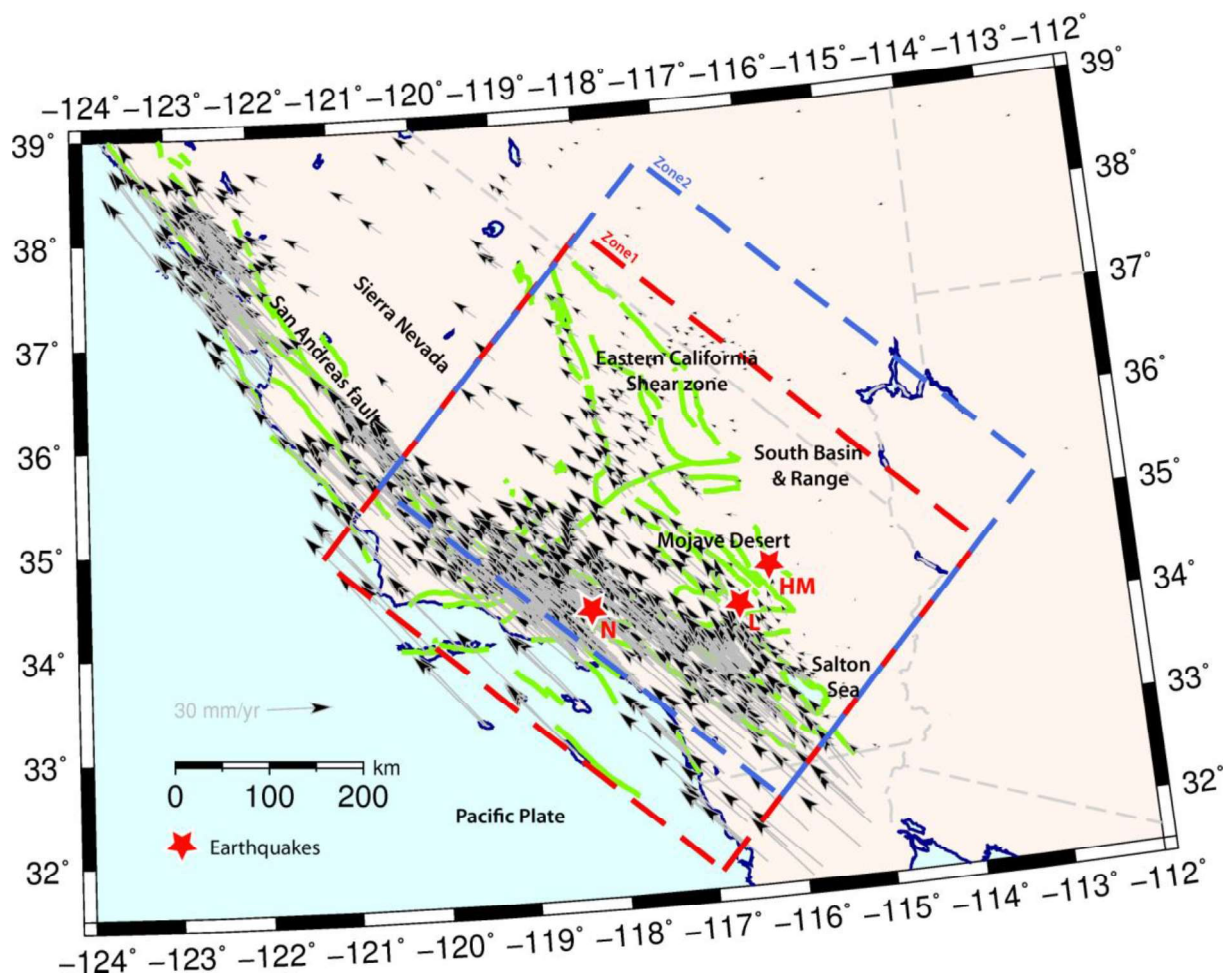 -124° -123° -122° -121° -120° -119° -118° -117° -116° -115° -114° -113° -112°
39°
38°
37°
36°
35°
34°
33°
32°
39°
38°
37°
36°
35°
34°
33°
32°
Zone2
Zone1
Sierra Nevada
San Andreas fault
Eastern California
Shear zone
South Basin
& Range
Mojave Desert
HM
L
N
Salton
Sea
30 mm/yr
km
0 100 200
Pacific Plate
Earthquakes
-124° -123° -122° -121° -120° -119° -118° -117° -116° -115° -114° -113° -112°